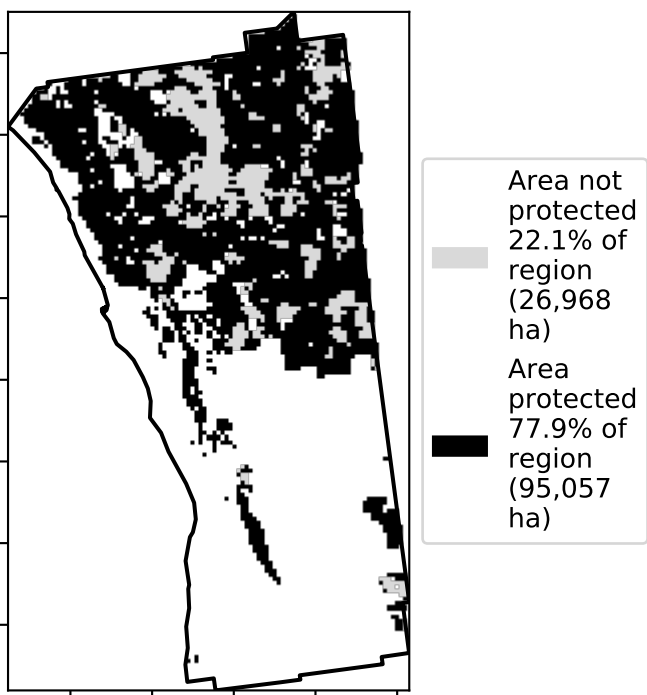 Area not
protected
22.1% of
region
(26,968
ha)
Area
protected
77.9% of
region
(95,057
ha)